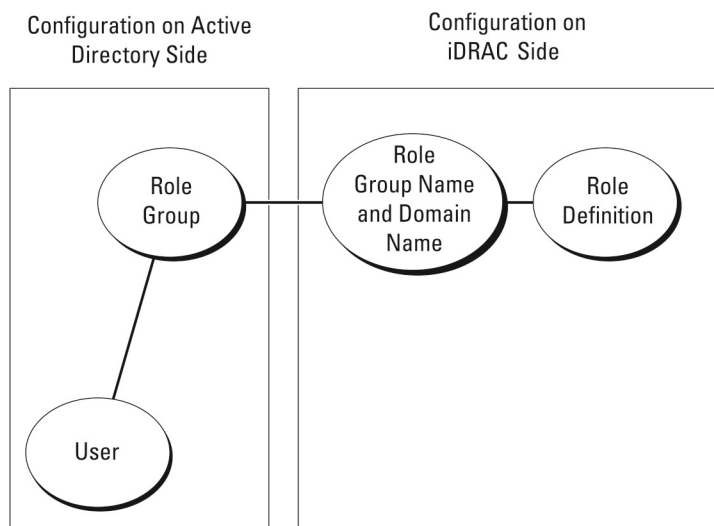 Configuration on Active
Directory Side
Configuration on
iDRAC Side
Role
Group
Role
Group Name
and Domain
Name
Role
Definition
User